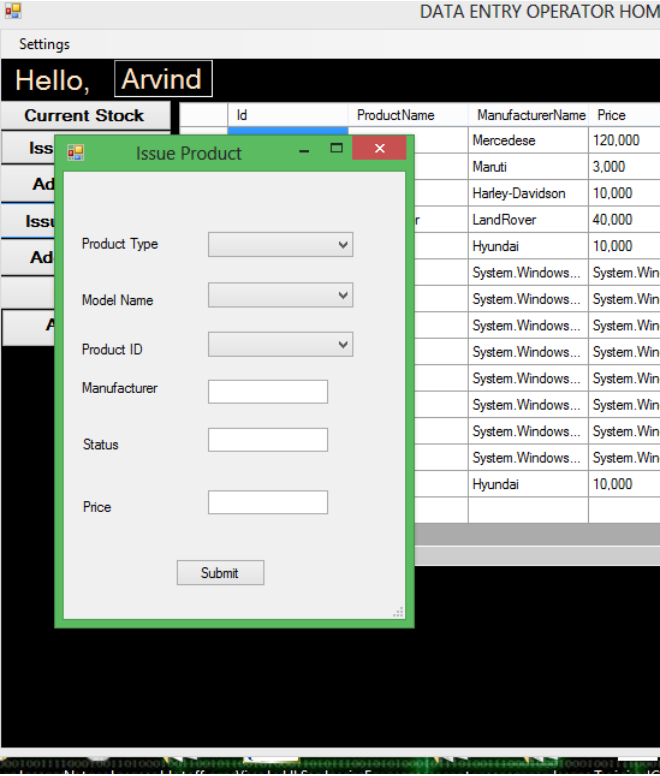 DATA ENTRY OPERATOR HOM
Settings
Hello, Arvind
Current Stock
Id ProductName ManufacturerName Price
Iss
Issue Product
Mercedese 120,000
Maruti 3,000
Ad
Harley-Davidson 10,000
Issu
r LandRover 40,000
Product Type
Hyundai 10,000
Ad
System.Windows... System.Win
Model Name
System.Windows... System.Win
A
System.Windows... System.Win
Product ID
System.Windows... System.Win
Manufacturer
System.Windows... System.Win
System.Windows... System.Win
Status
System.Windows... System.Win
System.Windows... System.Win
Hyundai 10,000
Price
Submit